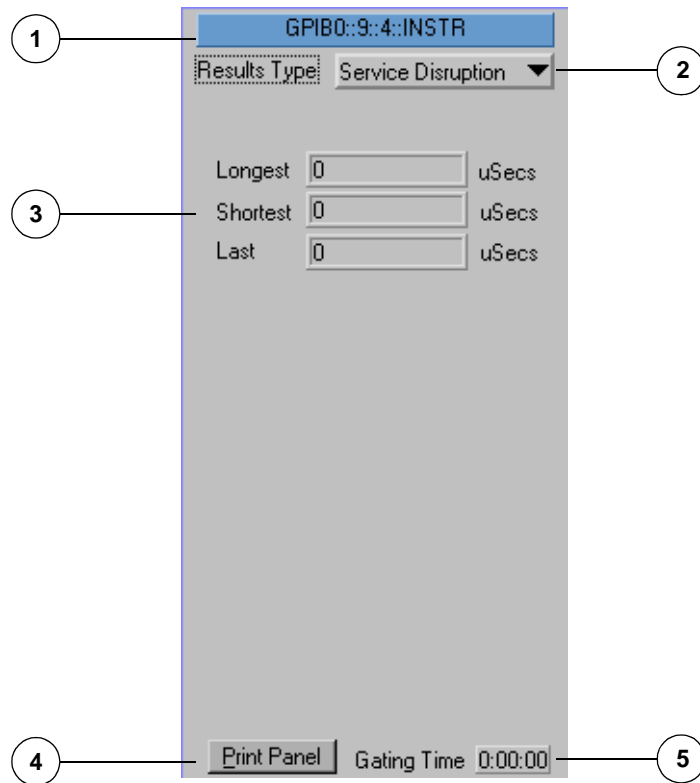 GPIB0::9::4::INSTR
1
Results Type Service Disruption
2
Longest 0 uSecs
3
Shortest 0 uSecs
Last 0 uSecs
4
Print Panel Gating Time 0:00:00
5